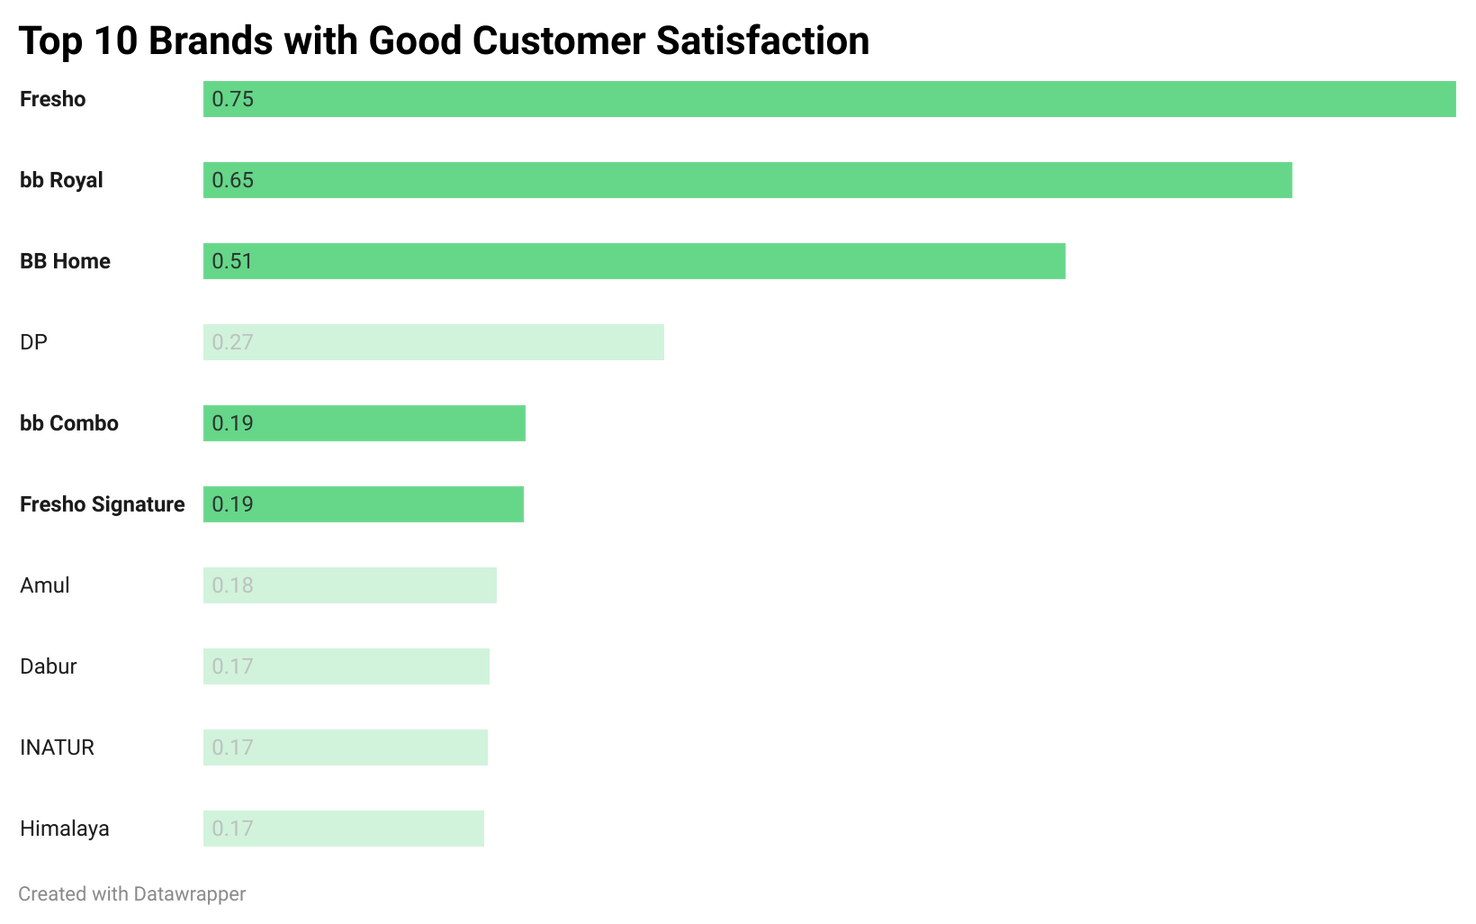 Top 10 Brands with Good Customer Satisfaction
Fresho 0.75
bb Royal 0.65
BB Home 0.51
DP 0.27
bb Combo 0.19
Fresho Signature 0.19
Amul 0.18
Dabur 0.17
INATUR 0.17
Himalaya 0.17
Created with Datawrapper